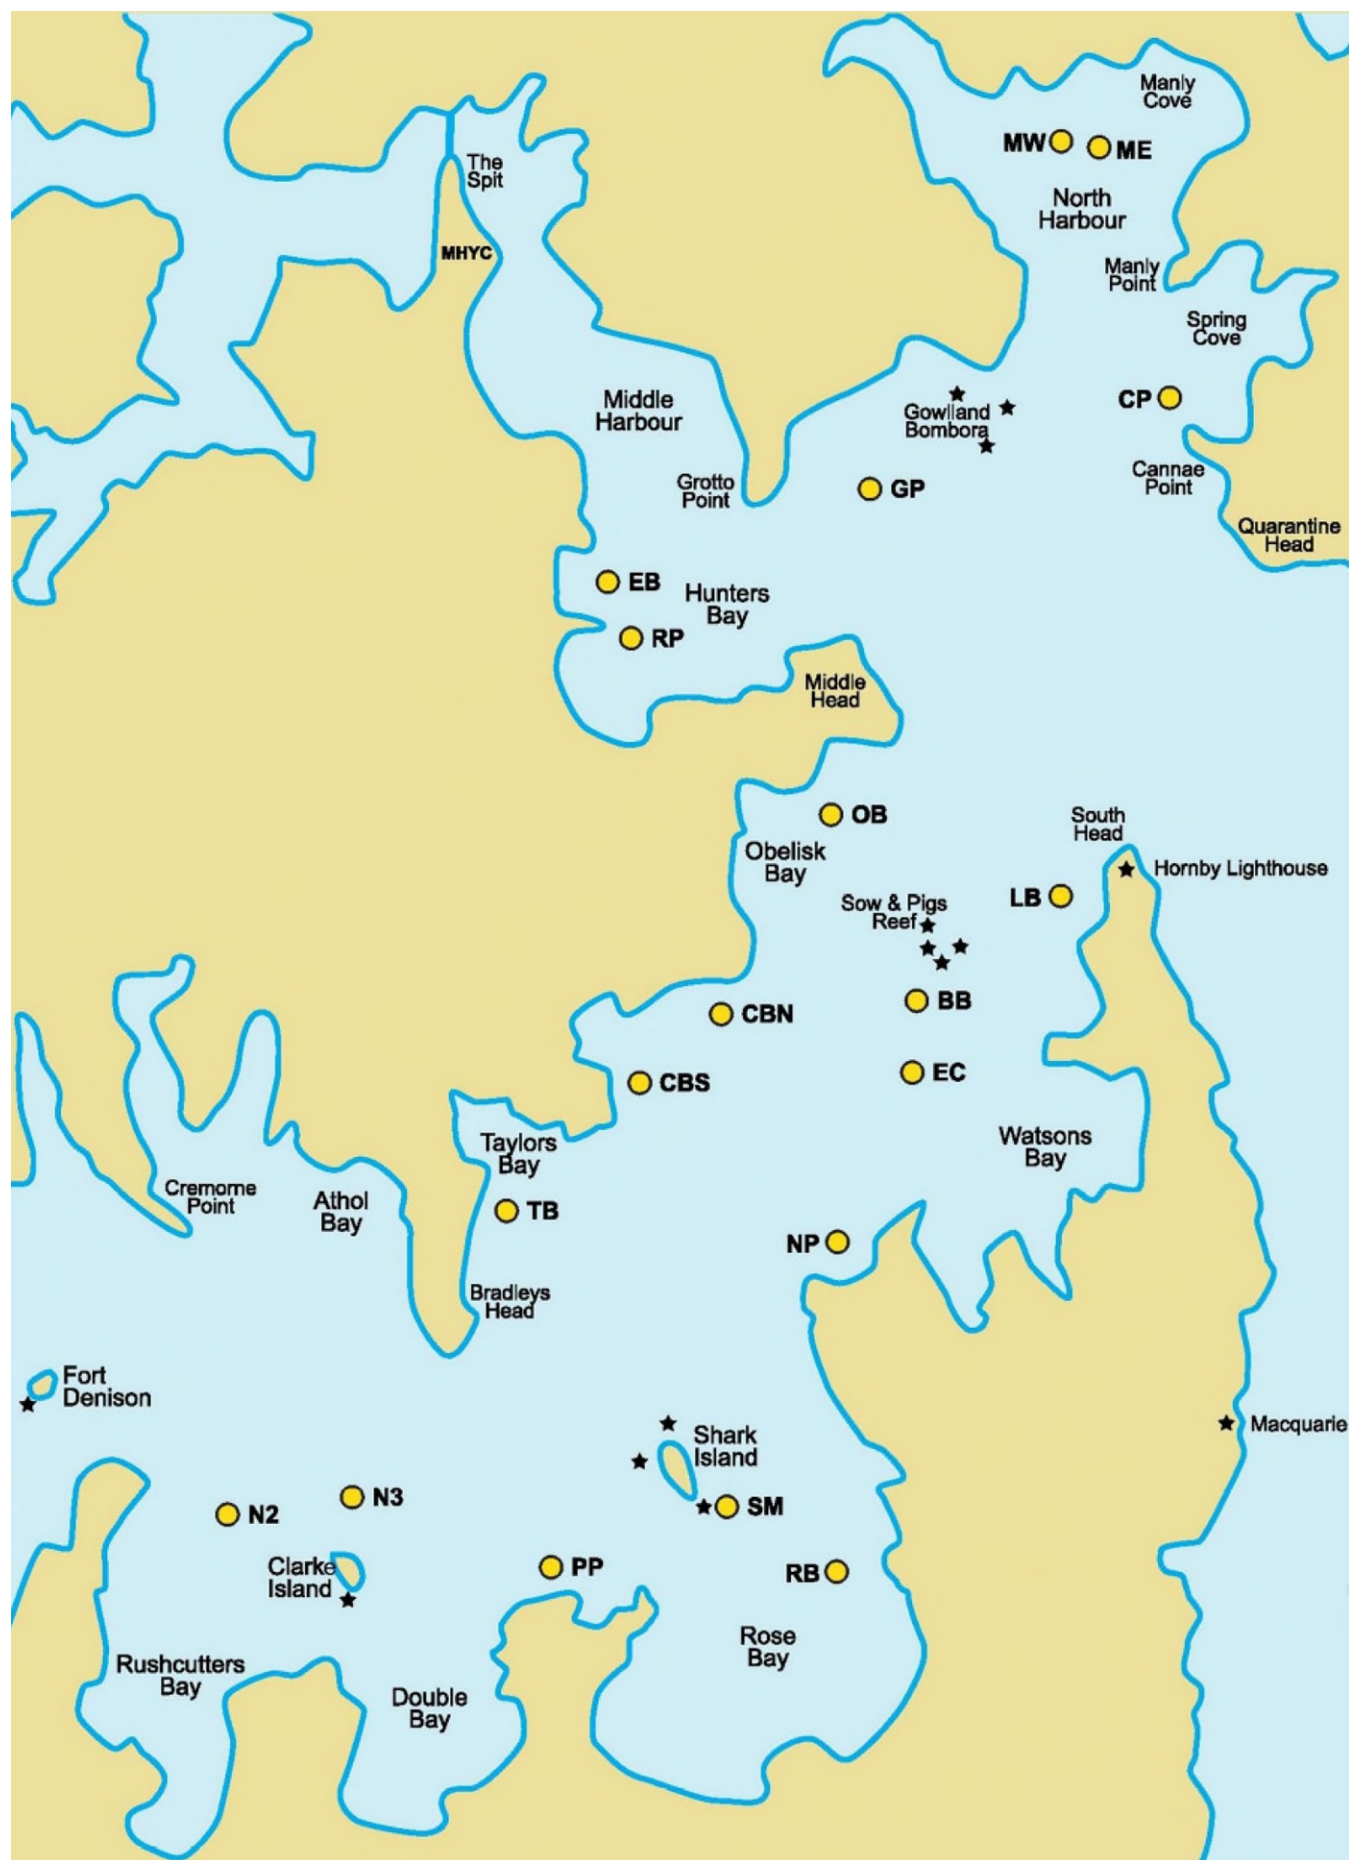 Manly
Cove
MW
ME
The
Spit
North
Harbour
MHYC
Manly
Point
Spring
Cove
Middle
Harbour
CP
Gowlland
Bombora
Grotto
Point
GP
Cannae
Point
Quarantine
Head
EB
Hunters
Bay
RP
Middle
Head
OB
South
Head
Obelisk
Bay
Hornby Lighthouse
LB
Sow & Pigs
Reef
BB
CBN
EC
CBS
Taylors
Bay
Watsons
Bay
Cremorne
Point
Athol
Bay
TB
NP
Bradleys
Head
Fort
Denison
Shark
Island
Macquarie
N3
N2
SM
Clarke
Island
PP
RB
Rose
Bay
Rushcutters
Bay
Double
Bay